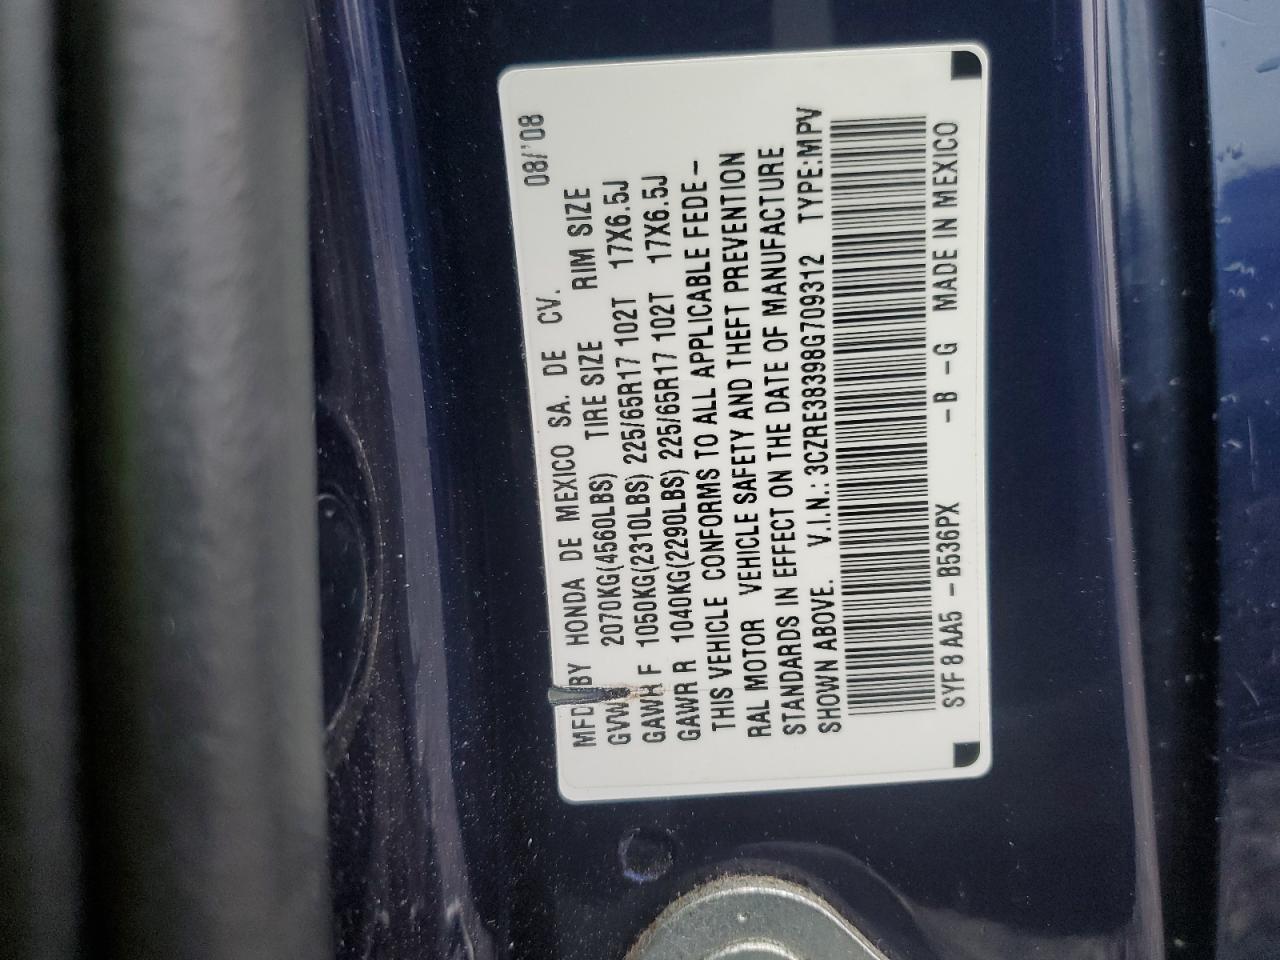 08/'08
MFD BY HONDA DE MEXICO SA. DE CV.
GVW 2070KG(4560LBS) TIRE SIZE RIM SIZE
GAWR F 1050KG(2310LBS) 225/65R17 102T 17X6.5J
GAWR R 1040KG(2290LBS) 225/65R17 102T 17X6.5J
THIS VEHICLE CONFORMS TO ALL APPLICABLE FEDE-
RAL MOTOR VEHICLE SAFETY AND THEFT PREVENTION
STANDARDS IN EFFECT ON THE DATE OF MANUFACTURE
SHOWN ABOVE. V.I.N.: 3CZRE38398G709312 TYPE:MPV
SYF 8 AA5 -B536PX -B -G MADE IN MEXICO